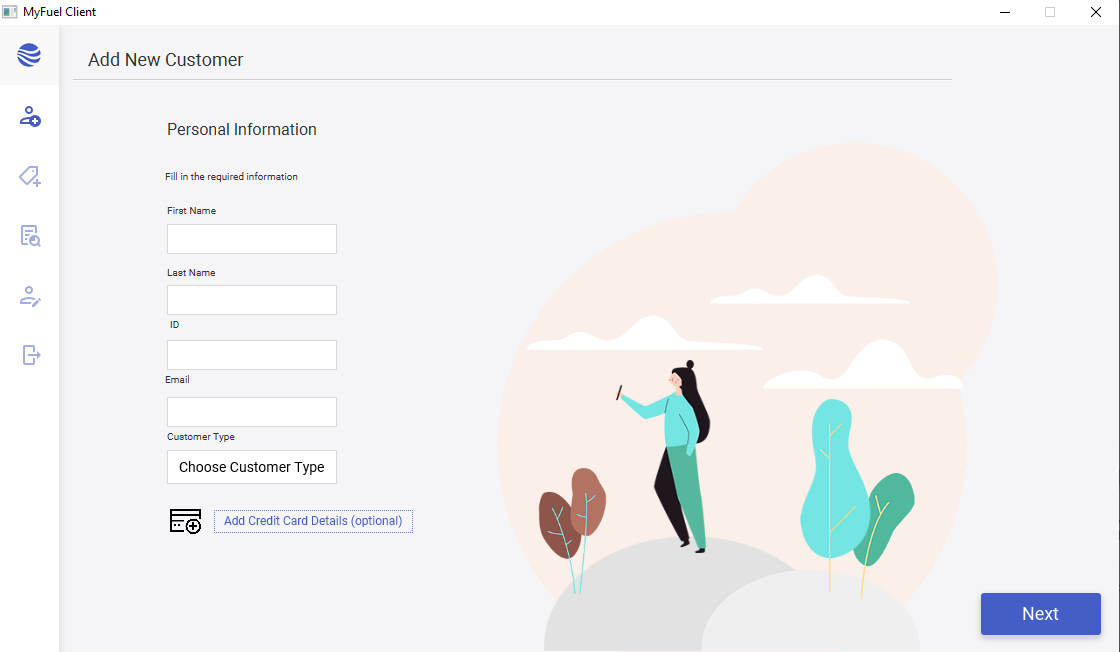 MyFuel Client
Add New Customer
Personal Information
Fill in the required information
First Name
Last Name
ID
Email
Customer Type
Choose Customer Type
Add Credit Card Details (optional)
Next